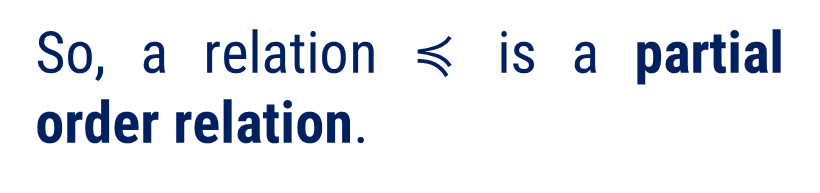 So, a relation ≼ is a partial
order relation.